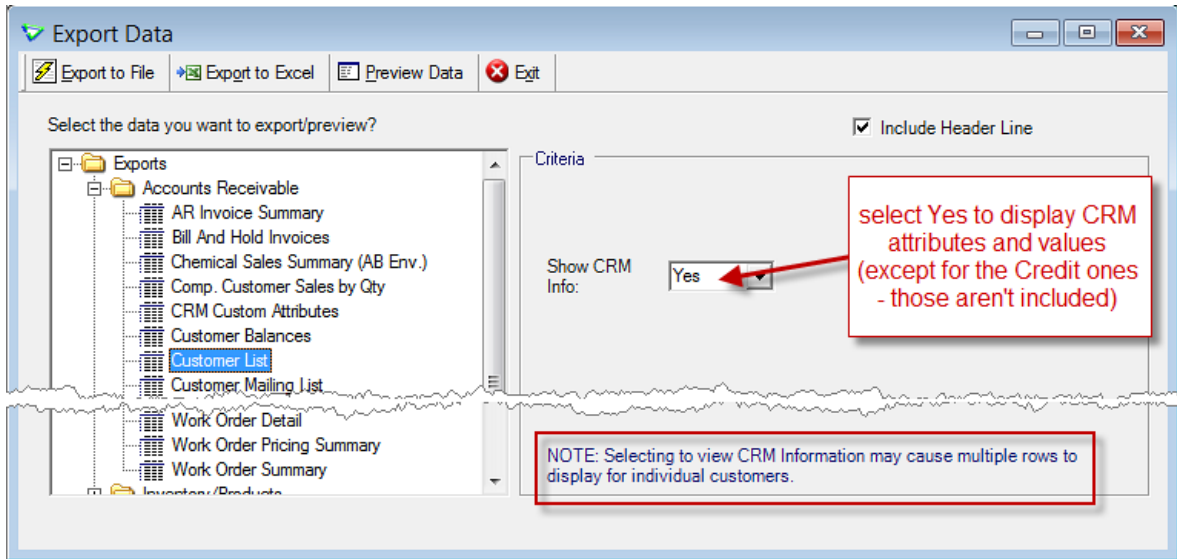 Export Data
Export to File Export to Excel Preview Data Exit
Select the data you want to export/preview?
Include Header Line
Exports
Accounts Receivable
AR Invoice Summary
Bill And Hold Invoices
Chemical Sales Summary (AB Env.)
Comp. Customer Sales by Qty
CRM Custom Attributes
Customer Balances
Customer List
Customer Mailing List
Work Order Detail
Work Order Pricing Summary
Work Order Summary
Inventory/Products
Criteria
Show CRM
Info:
Yes
select Yes to display CRM
attributes and values
(except for the Credit ones
- those aren't included)
NOTE: Selecting to view CRM Information may cause multiple rows to
display for individual customers.